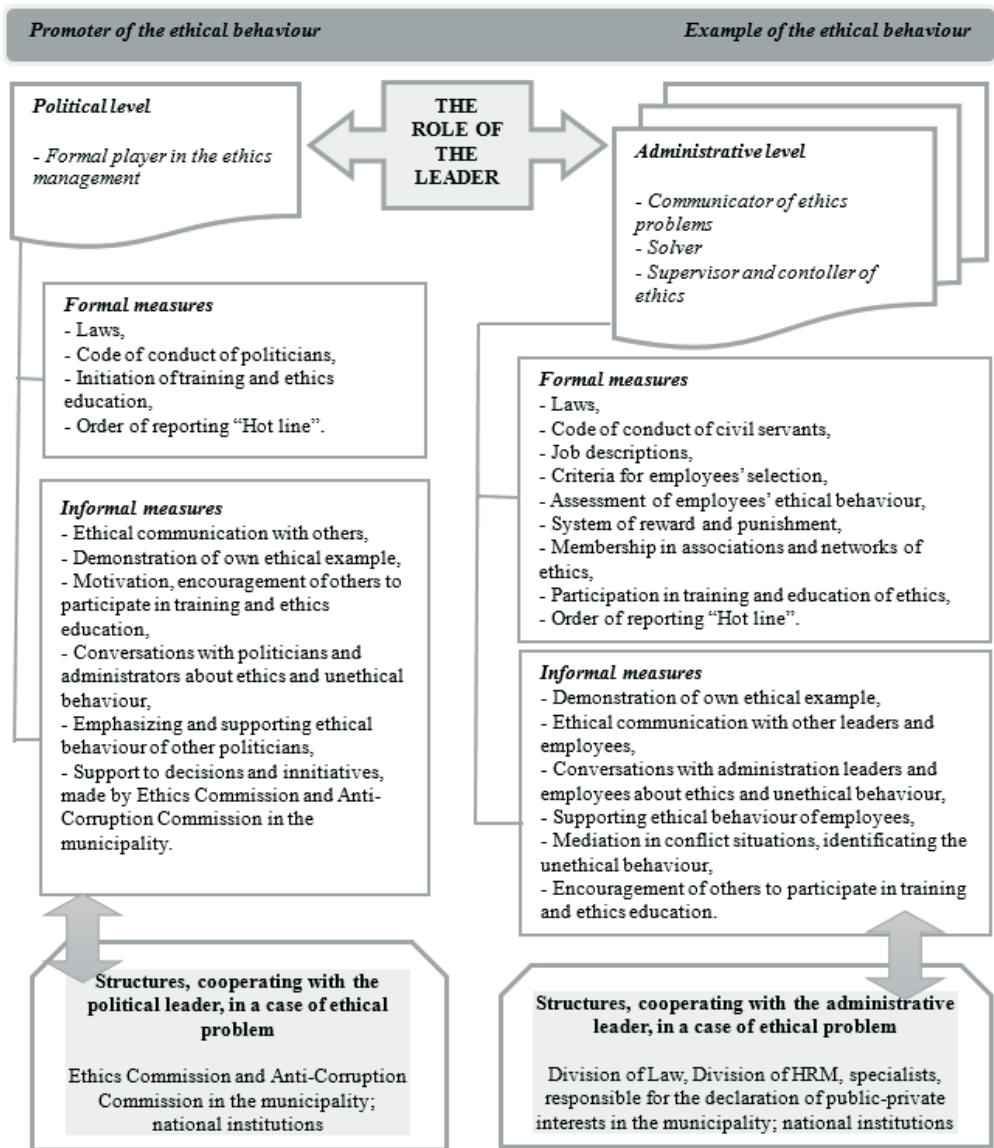 Promoter of the ethical behaviour
Example of the ethical behaviour
THE
ROLE OF
THE
LEADER
Political level
- Formal player in the ethics
management
Administrative level
- Communicator of ethics
problems
- Solver
- Supervisor and contoller of
ethics
Formal measures
- Laws,
- Code of conduct of politicians,
- Initiation of training and ethics
education,
- Order of reporting “Hot line”.
Informal measures
- Ethical communication with others,
- Demonstration of own ethical example,
- Motivation, encouragement of others to
participate in training and ethics
education,
- Conversations with politicians and
administrators about ethics and unethical
behaviour,
- Emphasizing and supporting ethical
behaviour of other politicians,
- Support to decisions and innitiatives,
made by Ethics Commission and Anti-
Corruption Commission in the
municipality.
Structures, cooperating with the
political leader, in a case of ethical
problem
Ethics Commission and Anti-Corruption
Commission in the municipality;
national institutions
Formal measures
- Laws,
- Code of conduct of civil servants,
- Job descriptions,
- Criteria for employees’ selection,
- Assessment of employees’ ethical behaviour,
- System of reward and punishment,
- Membership in associations and networks of
ethics,
- Participation in training and education of ethics,
- Order of reporting “Hot line”.
Informal measures
- Demonstration of own ethical example,
- Ethical communication with other leaders and
employees,
- Conversations with administration leaders and
employees about ethics and unethical behaviour,
- Supporting ethical behaviour of employees,
- Mediation in conflict situations, identificating the
unethical behaviour,
- Encouragement of others to participate in training
and ethics education.
Structures, cooperating with the administrative
leader, in a case of ethical problem
Division of Law, Division of HRM, specialists,
responsible for the declaration of public-private
interests in the municipality; national institutions